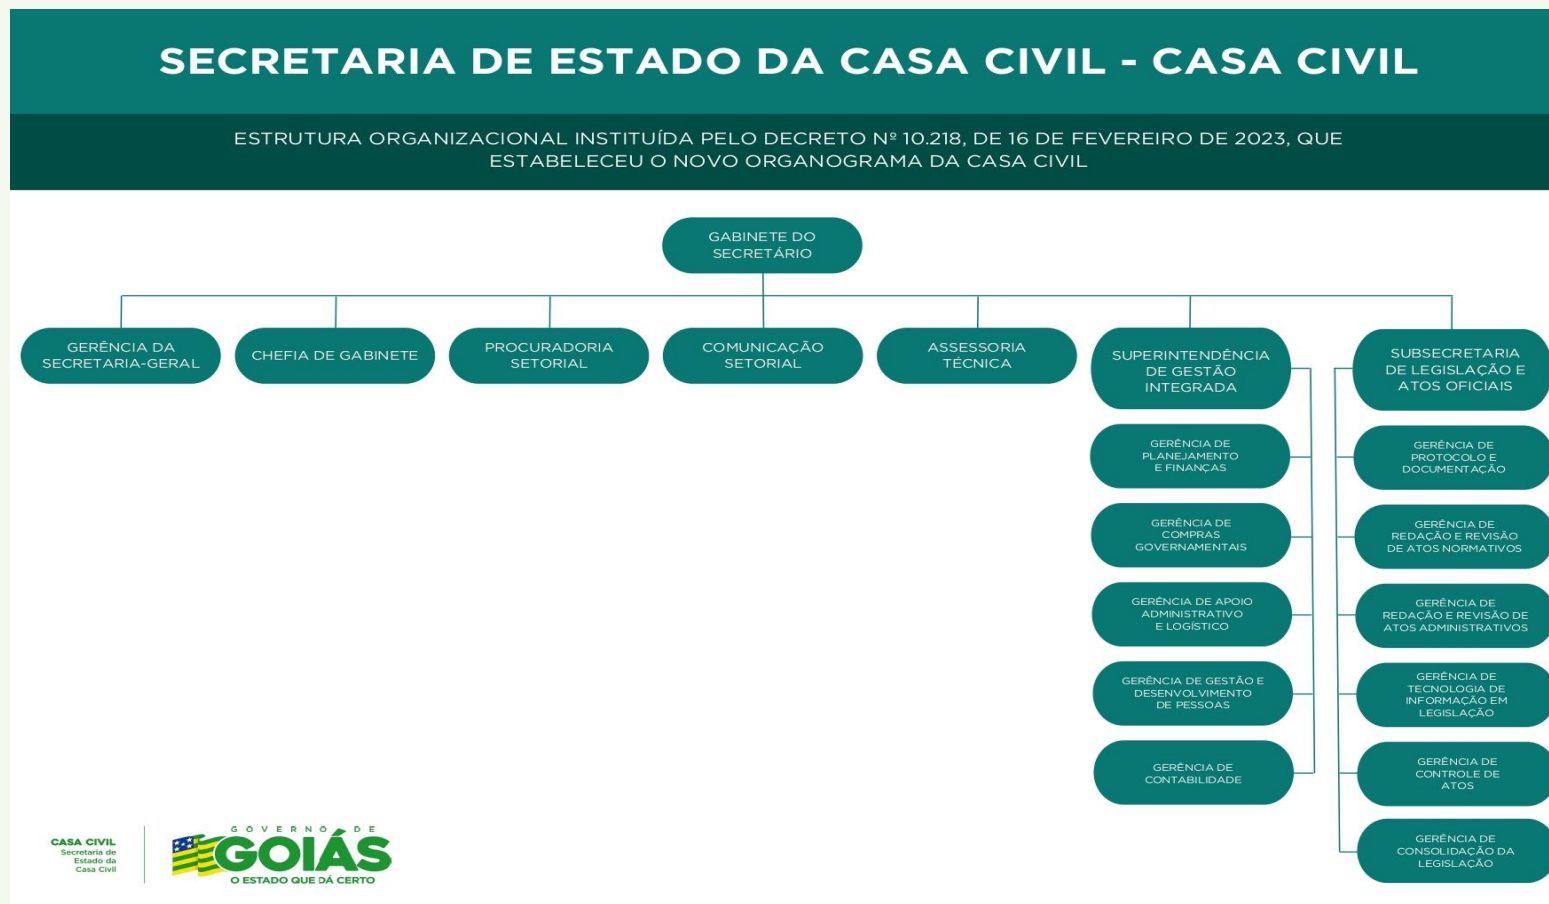 SECRETARIA DE ESTADO DA CASA CIVIL - CASA CIVIL
ESTRUTURA ORGANIZACIONAL INSTITUÍDA PELO DECRETO Nº 10.218, DE 16 DE FEVEREIRO DE 2023, QUE
ESTABELECEU O NOVO ORGANOGRAMA DA CASA CIVIL
GABINETE DO
SECRETÁRIO
GERÊNCIA DA
SECRETARIA-GERAL
CHEFIA DE GABINETE
PROCURADORIA
SETORIAL
COMUNICAÇÃO
SETORIAL
ASSESSORIA
TÉCNICA
SUPERINTENDÊNCIA
DE GESTÃO
INTEGRADA
GERÊNCIA DE
PLANEJAMENTO
E FINANÇAS
GERÊNCIA DE
COMPRAS
GOVERNAMENTAIS
GERÊNCIA DE APOIO
ADMINISTRATIVO
E LOGÍSTICO
GERÊNCIA DE GESTÃO E
DESENVOLVIMENTO
DE PESSOAS
GERÊNCIA DE
CONTABILIDADE
SUBSECRETARIA
DE LEGISLAÇÃO E
ATOS OFICIAIS
GERÊNCIA DE
PROTOCOLO E
DOCUMENTAÇÃO
GERÊNCIA DE
REDAÇÃO E REVISÃO
DE ATOS NORMATIVOS
GERÊNCIA DE
REDAÇÃO E REVISÃO DE
ATOS ADMINISTRATIVOS
GERÊNCIA DE
TECNOLOGIA DE
INFORMAÇÃO EM
LEGISLAÇÃO
GERÊNCIA DE
CONTROLE DE
ATOS
GERÊNCIA DE
CONSOLIDAÇÃO DA
LEGISLAÇÃO
CASA CIVIL
Secretaria de
Estado da
Casa Civil
GOVERNO DE
GOIÁS
O ESTADO QUE DÁ CERTO